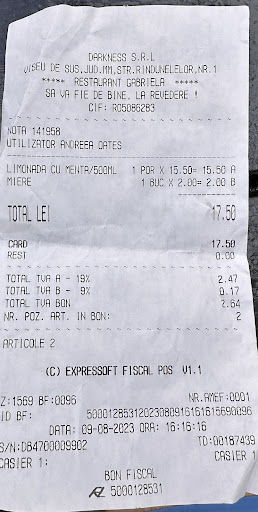 DARKNESS S.R.L
VISEU DE SUS,JUD.MM,STR.RINDUNELELOR,NR.1
***** RESTAURANT GABRIELA *****
SA VA FIE DE BINE, LA REVEDERE !
CIF: RO5086283
NOTA 141958
UTILIZATOR ANDREEA OATES
LIMONADA CU MENTA/500ML 1 POR X 15.50= 15.50 A
MIERE 1 BUC X 2.00= 2.00 B
TOTAL LEI 17.50
CARD 17.50
REST 0.00
TOTAL TVA A - 19% 2.47
TOTAL TVA B - 9% 0.17
TOTAL TVA BON 2.64
NR. POZ. ART. IN BON: 2
ARTICOLE 2
(C) EXPRESSOFT FISCAL POS V1.1
Z:1569 BF:0096 NR.AMEF:0001
ID BF: 50001285312023080916161615690096
DATA: 09-08-2023 ORA: 16:16:16
S/N:DB4700009902 TD:00187439
CASIER 1: CASIER 1
BON FISCAL
5000128531